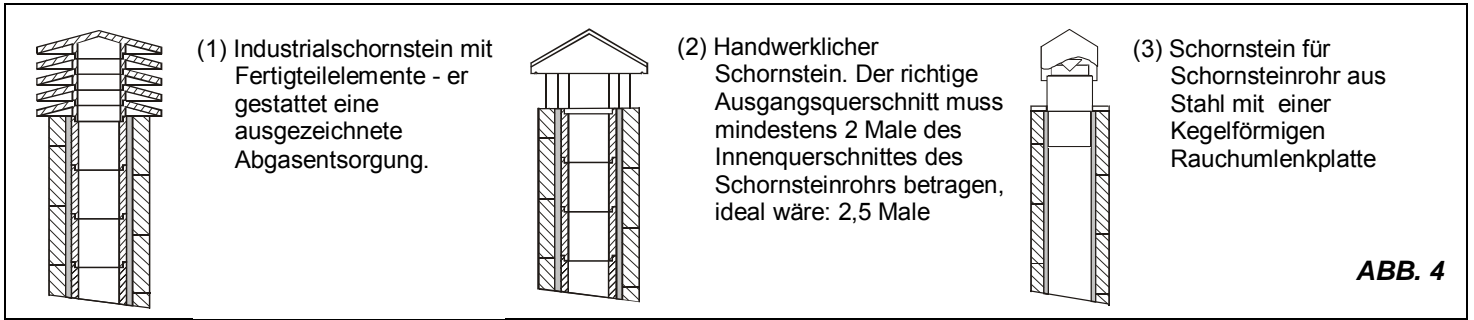 (1) Industrialschornstein mit
Fertigteilelemente - er
gestattet eine
ausgezeichnete
Abgasentsorgung.
(2) Handwerklicher
Schornstein. Der richtige
Ausgangsquerschnitt muss
mindestens 2 Male des
Innenquerschnittes des
Schornsteinrohrs betragen,
ideal wäre: 2,5 Male
(3) Schornstein für
Schornsteinrohr aus
Stahl mit einer
Kegelförmigen
Rauchumlenkplatte
ABB. 4